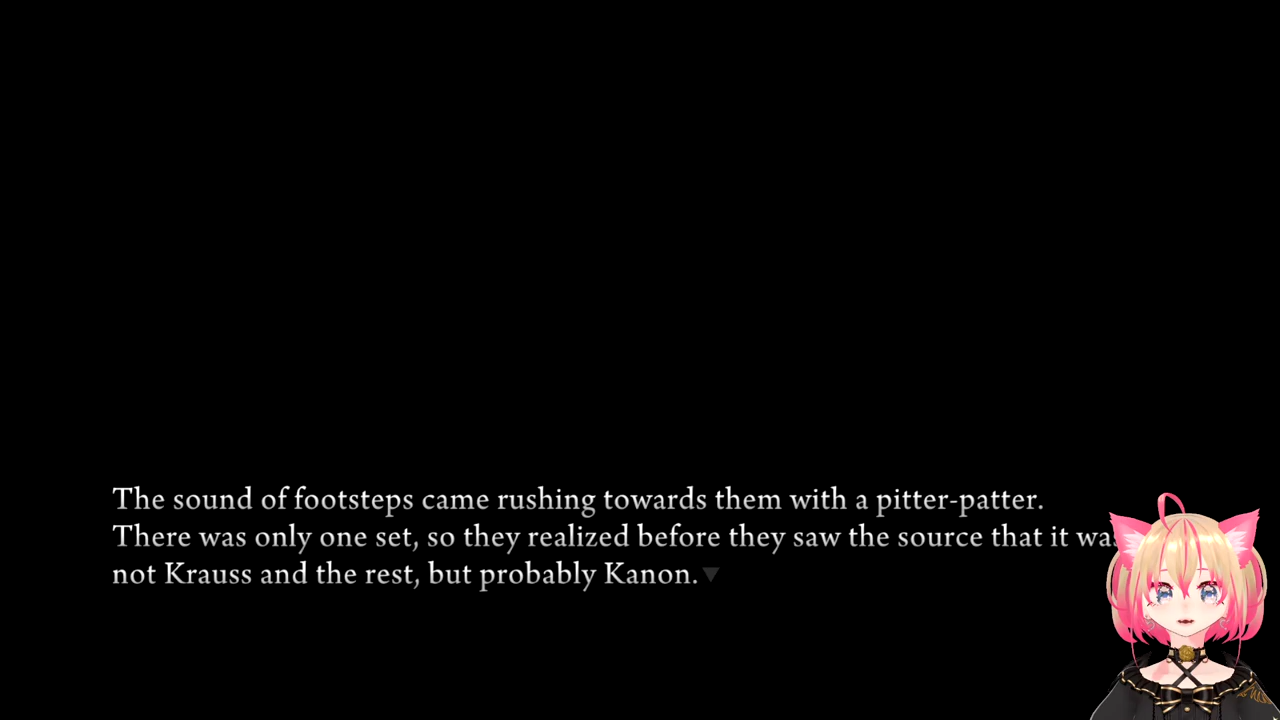 The sound of footsteps came rushing towards them with a pitter-patter.
There was only one set, so they realized before they saw the source that it was
not Krauss and the rest, but probably Kanon.